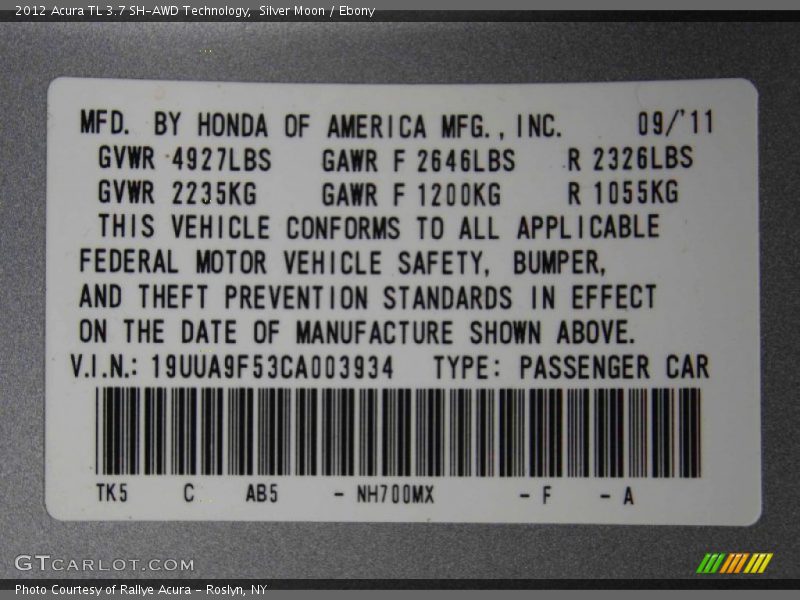 2012 Acura TL 3.7 SH-AWD Technology,  Silver Moon / Ebony
MFD. BY HONDA OF AMERICA MFG., INC. 09/'11
GVWR 4927LBS GAWR F 2646LBS R 2326LBS
GVWR 2235KG GAWR F 1200KG R 1055KG
THIS VEHICLE CONFORMS TO ALL APPLICABLE
FEDERAL MOTOR VEHICLE SAFETY, BUMPER,
AND THEFT PREVENTION STANDARDS IN EFFECT
ON THE DATE OF MANUFACTURE SHOWN ABOVE.
V.I.N.: 19UUA9F53CA003934 TYPE: PASSENGER CAR
TK5 C AB5 - NH700MX - F - A
GTCARLOT.COM
Photo Courtesy of Rallye Acura - Roslyn, NY